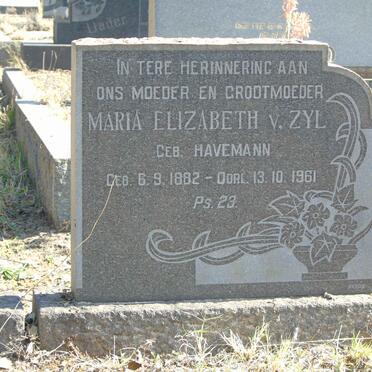 IN TERE HERINNERING AAN
ONS MOEDER EN GROOTMOEDER
MARIA ELIZABETH v. ZYL
GEB. HAVEMANN
GEB. 6. 9. 1882 – OORL. 13. 10. 1961
Ps. 23.